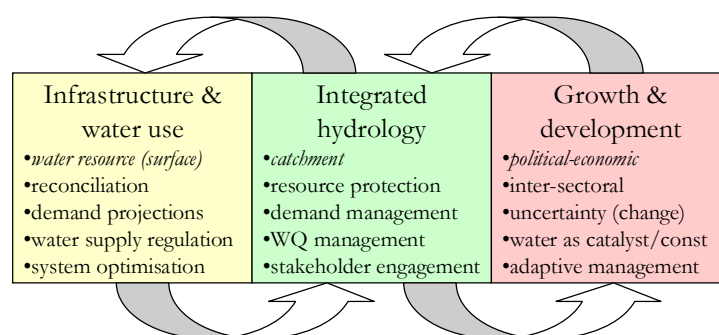 Infrastructure &
water use
•water resource (surface)
•reconciliation
•demand projections
•water supply regulation
•system optimisation
Integrated
hydrology
•catchment
•resource protection
•demand management
•WQ management
•stakeholder engagement
Growth &
development
•political-economic
•inter-sectoral
•uncertainty (change)
•water as catalyst/const
•adaptive management